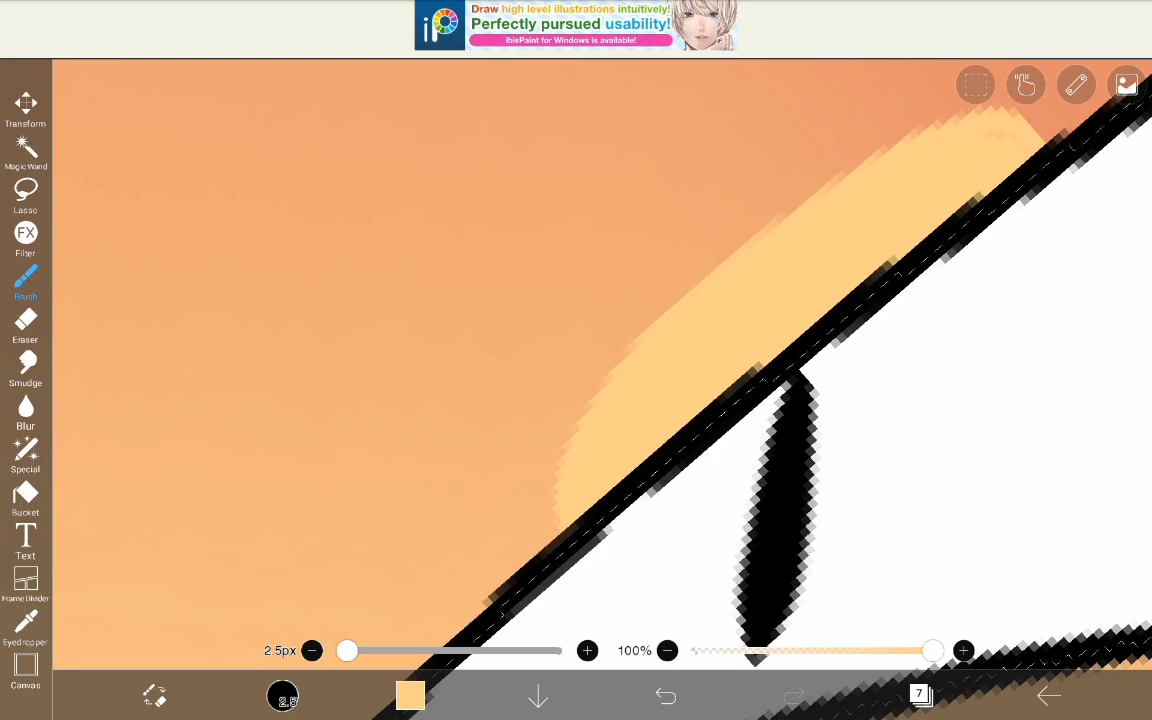 Draw high level illustrations intuitively!
iP
Perfectly pursued usability!
ibisPaint for Windows is available!
Transform
Magic Wand
Lasso
FX
Filter
Brush
Eraser
Smudge
Blur
Special
Bucket
T
Text
Frame Divider
Eyedropper
Canvas
2.5px
100%
2.5
7